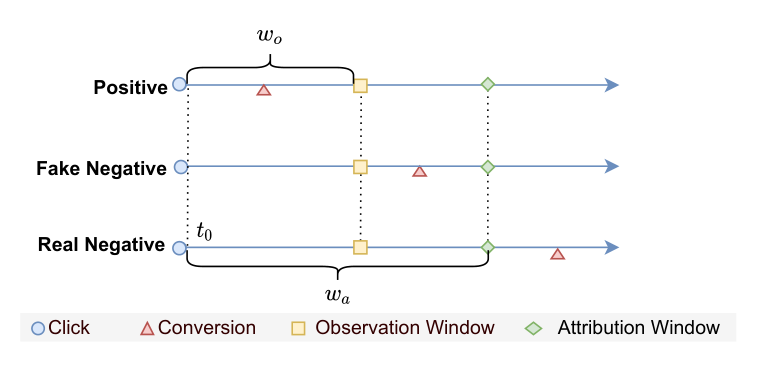 w_o
Positive
Fake Negative
Real Negative
t_0
w_a
Click Conversion Observation Window Attribution Window